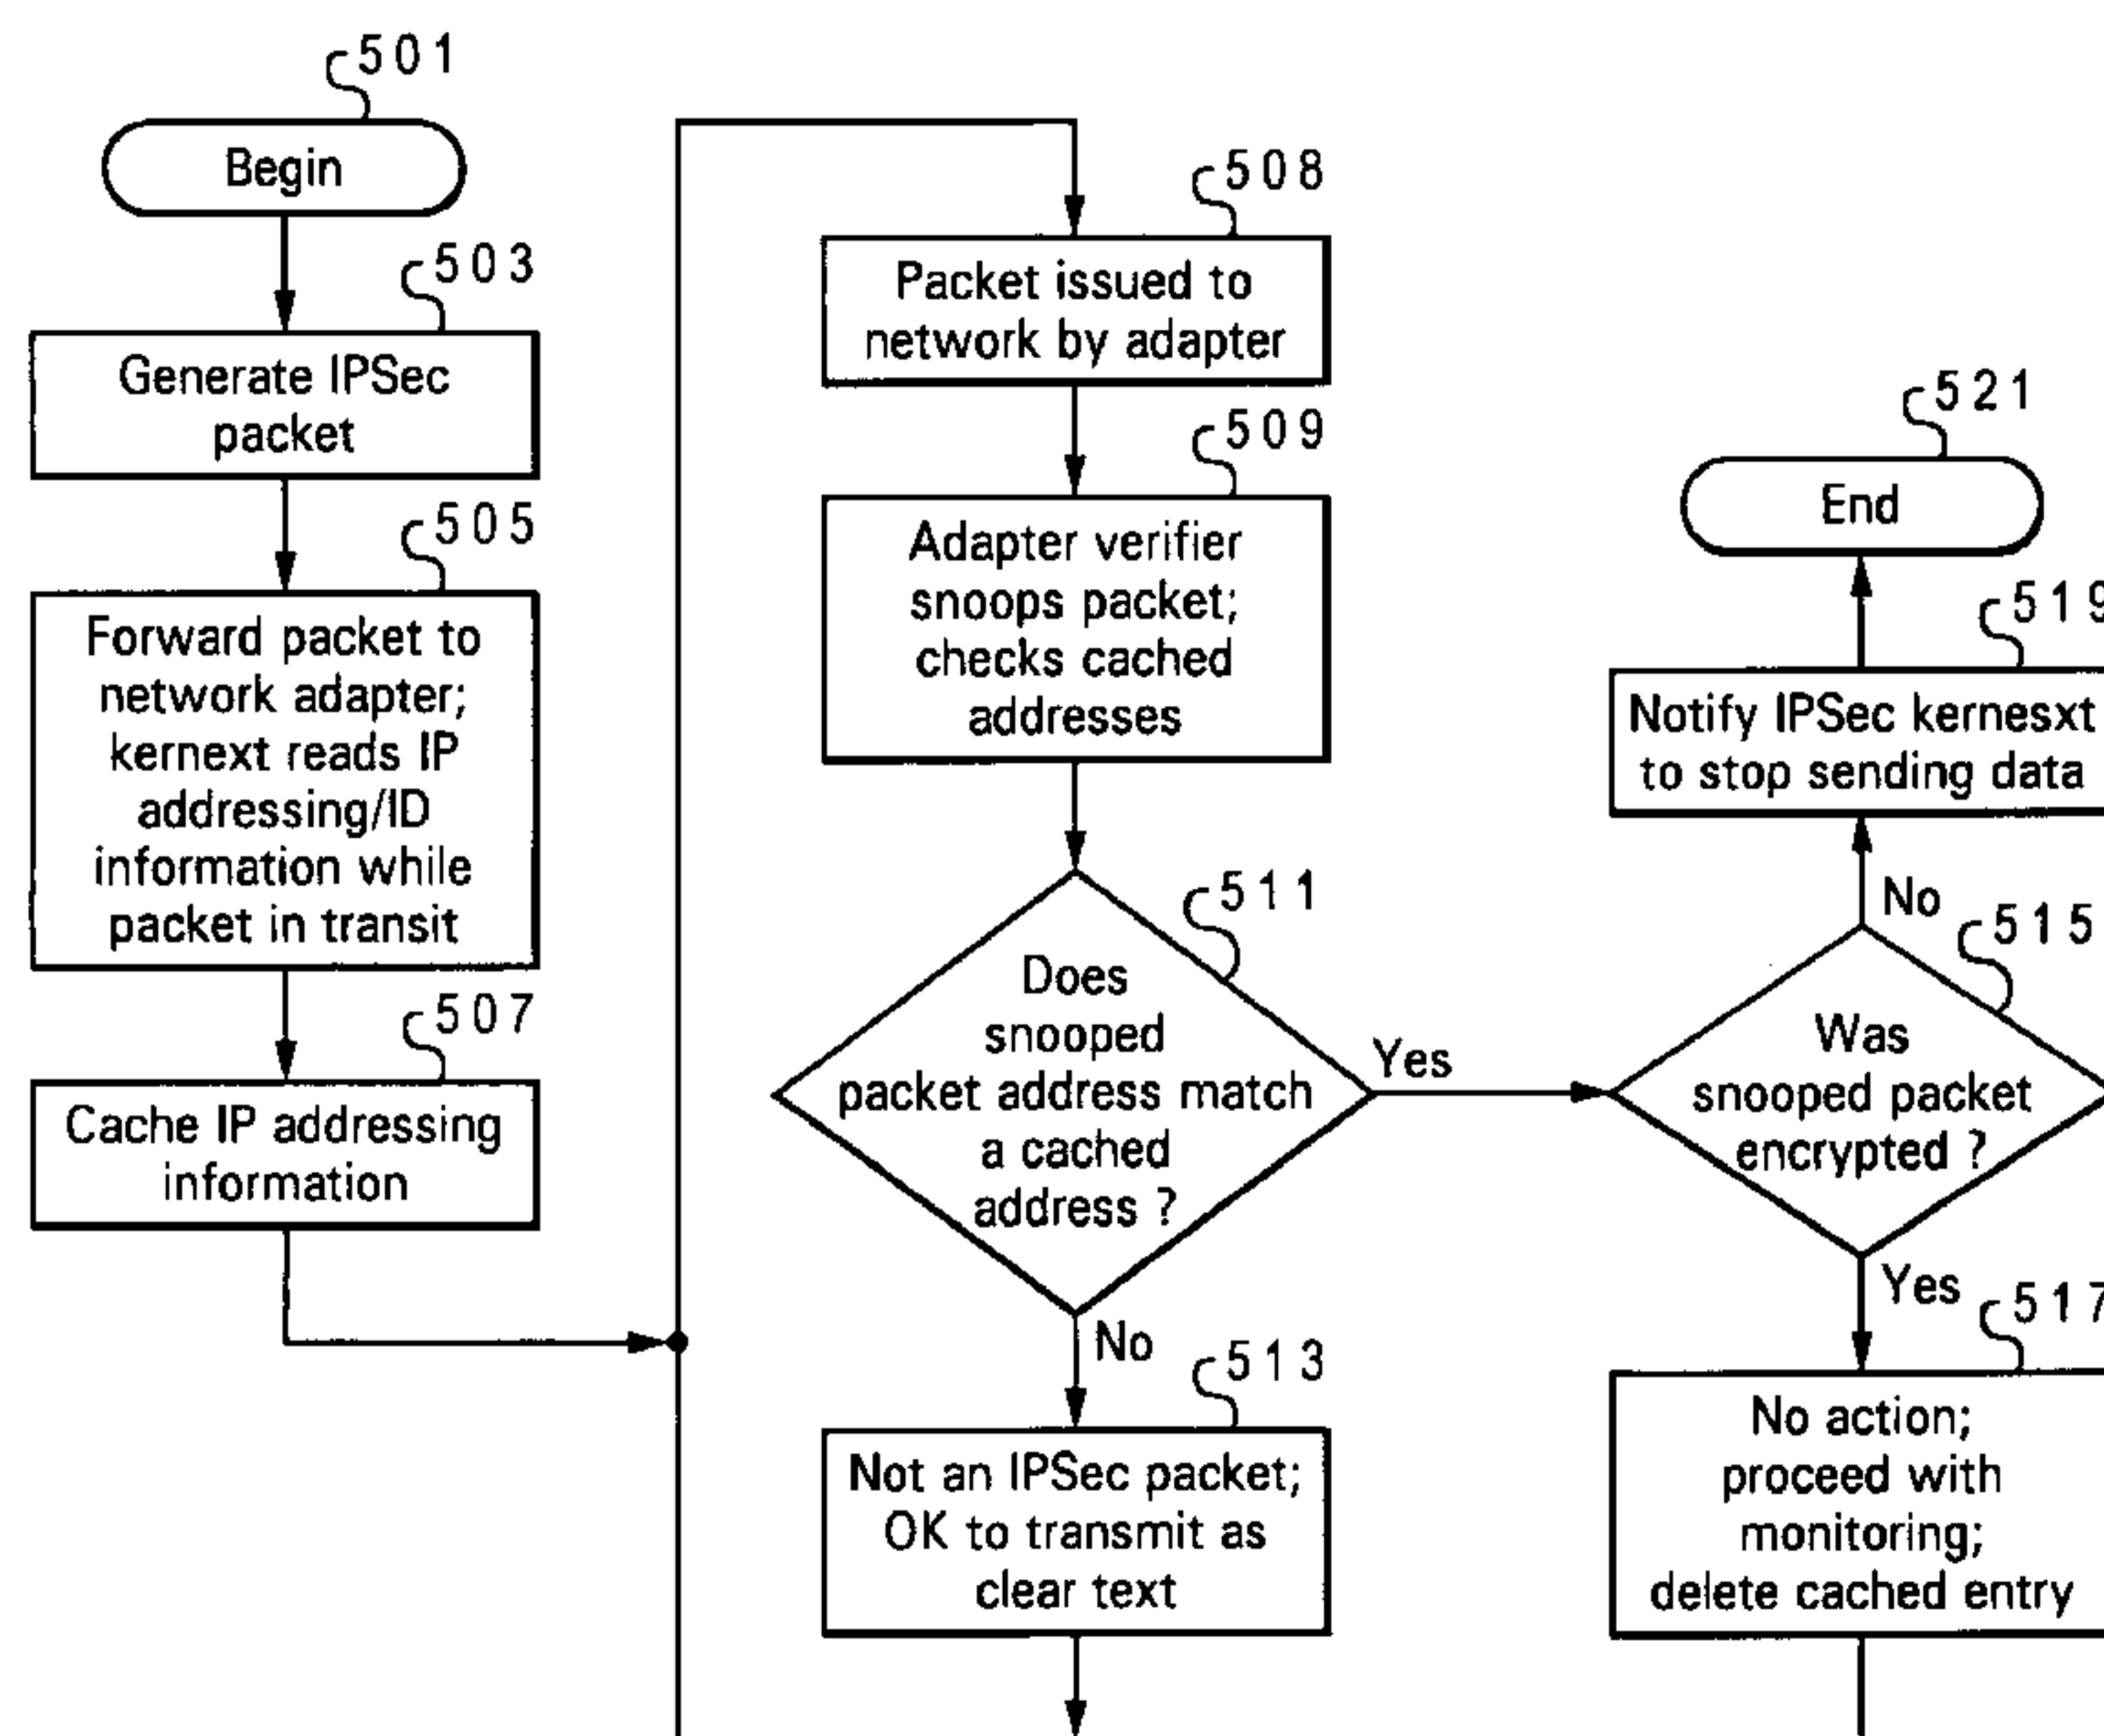 501
Begin
503
Generate IPSec
packet
505
Forward packet to
network adapter;
kernext reads IP
addressing/ID
information while
packet in transit
507
Cache IP addressing
information
508
Packet issued to
network by adapter
509
Adapter verifier
snoops packet;
checks cached
addresses
511
Does
snooped
packet address match
a cached
address ?
Yes
No
513
Not an IPSec packet;
OK to transmit as
clear text
521
End
519
Notify IPSec kernesxt
to stop sending data
No
515
Was
snooped packet
encrypted ?
Yes
517
No action;
proceed with
monitoring;
delete cached entry